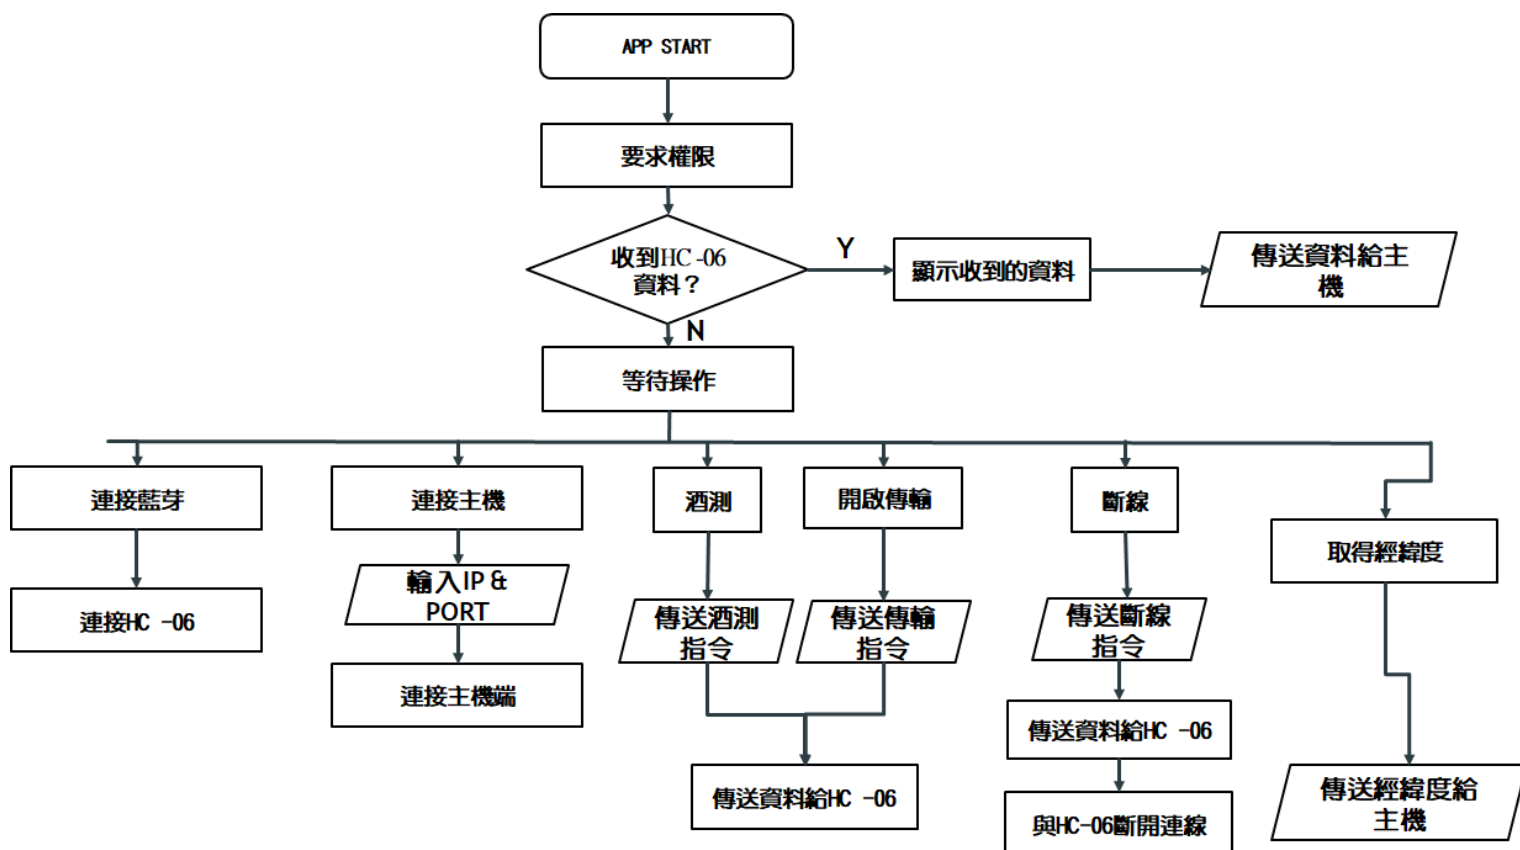 APP START
要求權限
收到HC-06
資料？
Y
顯示收到的資料
傳送資料給主
機
N
等待操作
連接藍芽
連接主機
酒測
開啟傳輸
斷線
取得經緯度
連接HC -06
輸入IP &
PORT
傳送酒測
指令
傳送傳輸
指令
傳送斷線
指令
連接主機端
傳送資料給HC -06
傳送資料給HC -06
與HC-06斷開連線
傳送經緯度給
主機